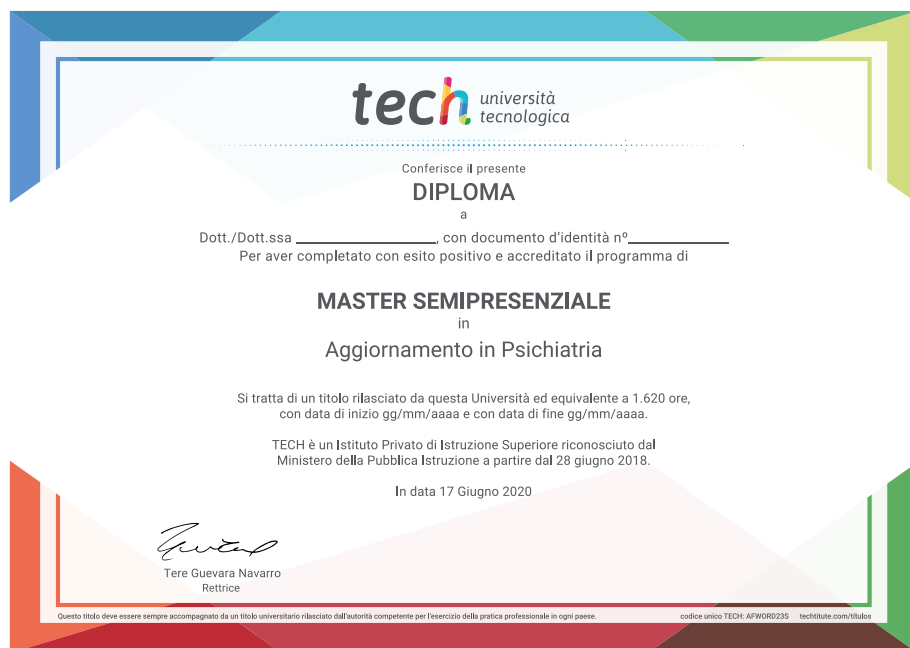 tech università
tecnologica
Conferisce il presente
DIPLOMA
a
Dott./Dott.ssa ________________, con documento d'identità nº____________
Per aver completato con esito positivo e accreditato il programma di
MASTER SEMIPRESENZIALE
in
Aggiornamento in Psichiatria
Si tratta di un titolo rilasciato da questa Università ed equivalente a 1.620 ore,
con data di inizio gg/mm/aaaa e con data di fine gg/mm/aaaa.
TECH è un Istituto Privato di Istruzione Superiore riconosciuto dal
Ministero della Pubblica Istruzione a partire dal 28 giugno 2018.
In data 17 Giugno 2020
Tere Guevara Navarro
Rettrice
Questo titolo deve essere sempre accompagnato da un titolo universitario rilasciato dall'autorità competente per l'esercizio della pratica professionale in ogni paese. codice unico TECH: AFWORD23S techtitute.com/títulos